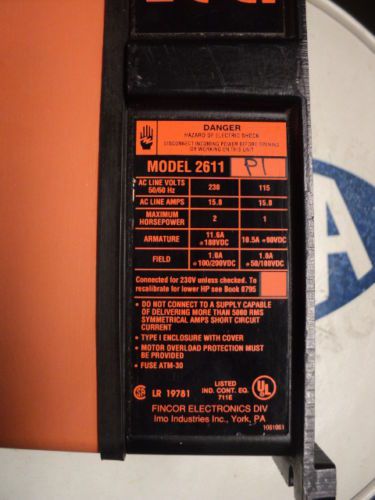 DANGER
HAZARD OF ELECTRIC SHOCK
DISCONNECT INCOMING POWER BEFORE OPENING
OR WORKING ON THIS UNIT
MODEL 2611 P1
AC LINE VOLTS 50/60 Hz 230 115
AC LINE AMPS 15.0 15.0
MAXIMUM HORSEPOWER 2 1
ARMATURE 11.6A @180VDC 10.5A @90VDC
FIELD 1.0A @100/200VDC 1.0A @50/100VDC
Connected for 230V unless checked. To
recalibrate for lower HP see Book 0795
• DO NOT CONNECT TO A SUPPLY CAPABLE
OF DELIVERING MORE THAN 5000 RMS
SYMMETRICAL AMPS SHORT CIRCUIT
CURRENT
• TYPE I ENCLOSURE WITH COVER
• MOTOR OVERLOAD PROTECTION MUST
BE PROVIDED
• FUSE ATM-30
LR 19781
LISTED
IND. CONT. EQ.
711E
UL
FINCOR ELECTRONICS DIV
Imo Industries Inc., York, PA
1061061